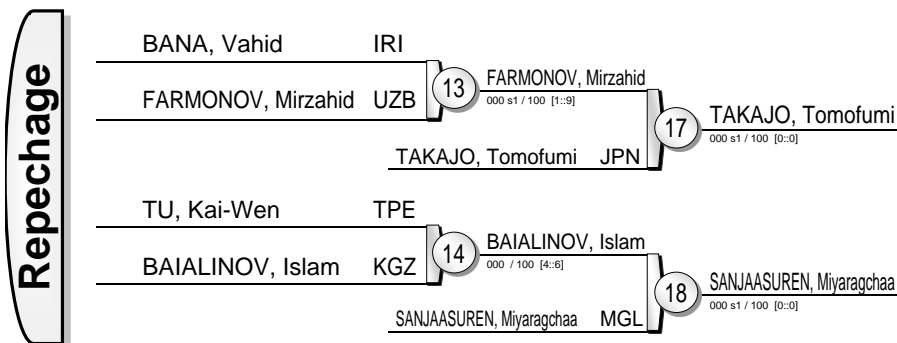 Repechage
BANA, Vahid IRI
FARMONOV, Mirzahid UZB
13
FARMONOV, Mirzahid
000 s1 / 100 [1::9]
TAKAJO, Tomofumi JPN
17
TAKAJO, Tomofumi
000 s1 / 100 [0::0]
TU, Kai-Wen TPE
BAIALINOV, Islam KGZ
14
BAIALINOV, Islam
000 / 100 [4::6]
SANJAASUREN, Miyaragchaa MGL
18
SANJAASUREN, Miyaragchaa
000 s1 / 100 [0::0]